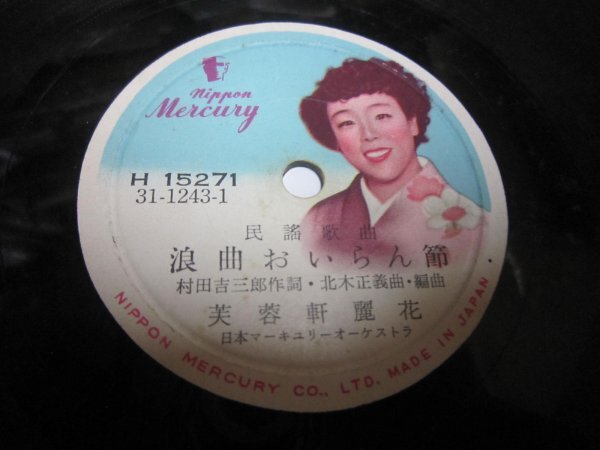 Nippon
Mercury
H 15271
31-1243-1
民謠歌曲
浪曲おいらん節
村田吉三郎作詞・北木正義曲・編曲
芙蓉軒麗花
日本マーキュリーオーケストラ
NIPPON MERCURY CO., LTD. MADE IN JAPAN.